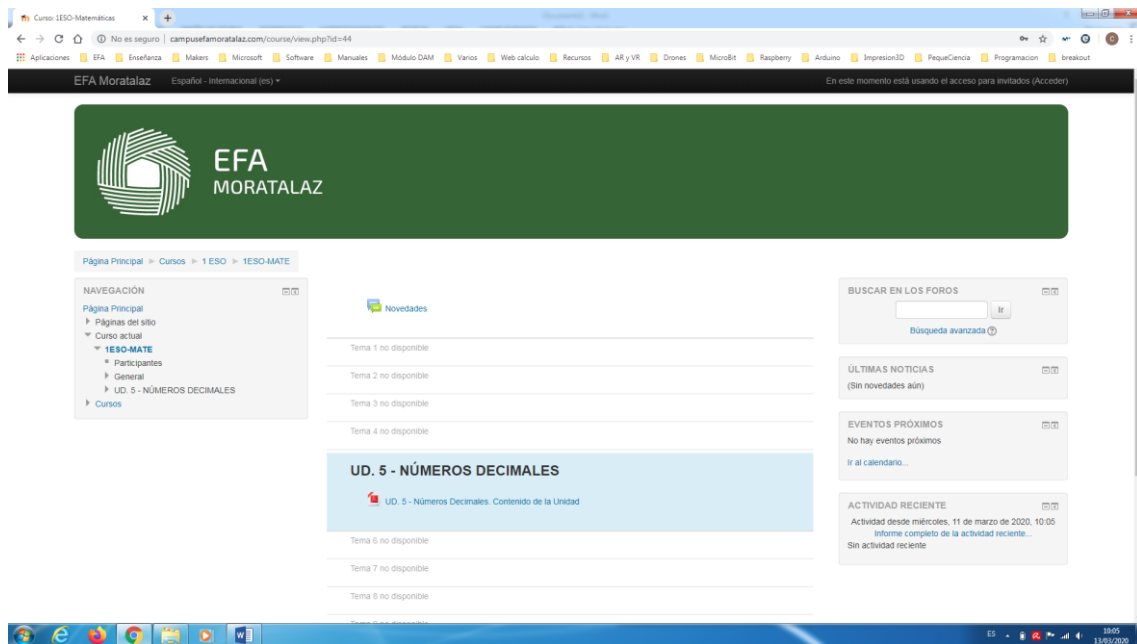 Documento1 - Word
Curso: 1ESO-Matemáticas
No es seguro | campusefamoratalaz.com/course/view.php?id=44
Aplicaciones EFA Enseñanza Makers Microsoft Software Manuales Módulo DAM Varios Web calculo Recursos AR y VR Drones MicroBit Raspberry Arduino Impresion3D PequeCiencia Programacion breakout
EFA Moratalaz Español - Internacional (es) En este momento está usando el acceso para invitados (Acceder)
EFA
MORATALAZ
Página Principal Cursos 1 ESO 1ESO-MATE
NAVEGACIÓN
Página Principal
Páginas del sitio
Curso actual
1ESO-MATE
Participantes
General
UD. 5 - NÚMEROS DECIMALES
Cursos
Novedades
Tema 1 no disponible
Tema 2 no disponible
Tema 3 no disponible
Tema 4 no disponible
UD. 5 - NÚMEROS DECIMALES
UD. 5 - Números Decimales. Contenido de la Unidad
Tema 6 no disponible
Tema 7 no disponible
Tema 8 no disponible
BUSCAR EN LOS FOROS
Ir
Búsqueda avanzada
ÚLTIMAS NOTICIAS
(Sin novedades aún)
EVENTOS PRÓXIMOS
No hay eventos próximos
Ir al calendario...
ACTIVIDAD RECIENTE
Actividad desde miércoles, 11 de marzo de 2020, 10:05
Informe completo de la actividad reciente...
Sin actividad reciente
ES
10:05
13/03/2020